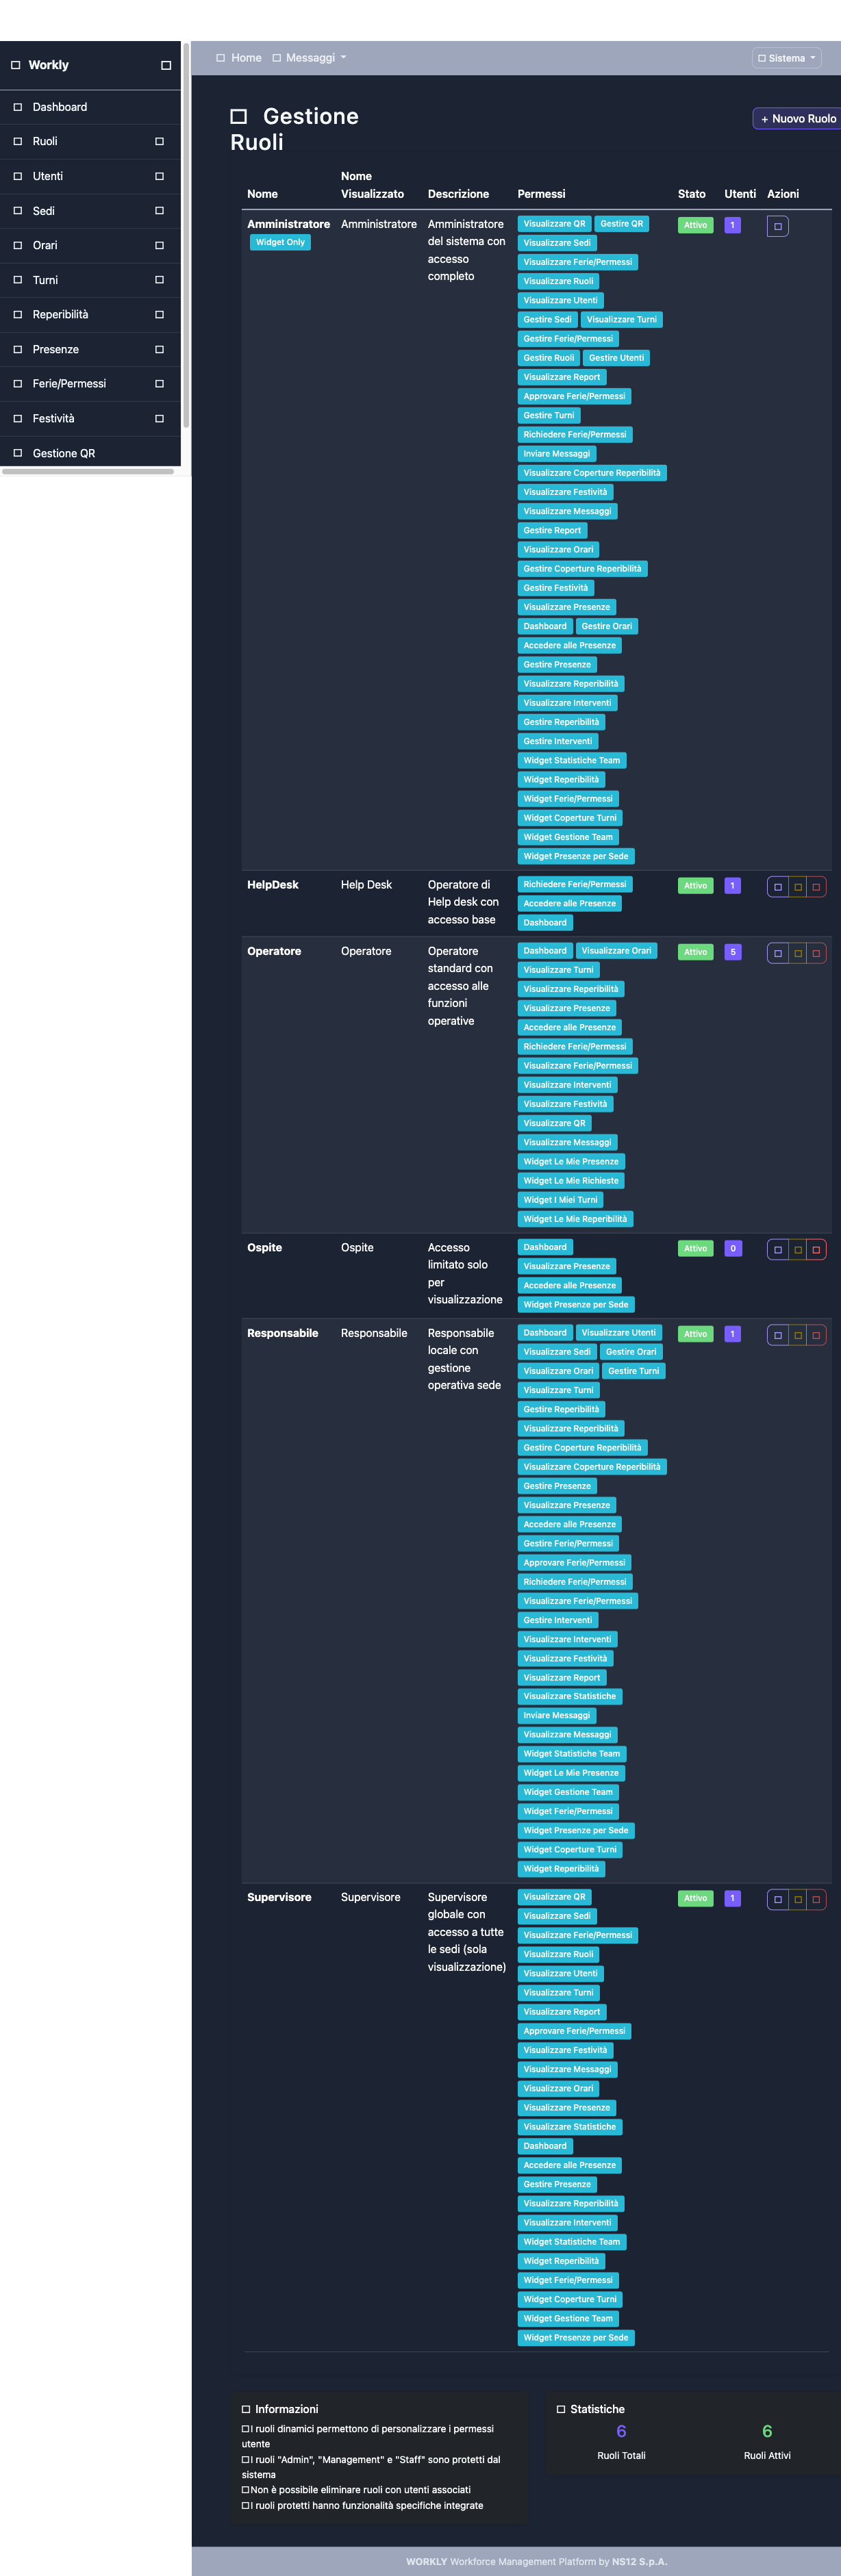 Workly
Dashboard
Ruoli
Utenti
Sedi
Orari
Turni
Reperibilità
Presenze
Ferie/Permessi
Festività
Gestione QR
Home Messaggi
Sistema
Gestione
Ruoli
+ Nuovo Ruolo
Nome
Nome
Visualizzato
Descrizione
Permessi
Stato
Utenti
Azioni
Amministratore
Widget Only
Amministratore
Amministratore
del sistema con
accesso
completo
Visualizzare QR Gestire QR
Visualizzare Sedi
Visualizzare Ferie/Permessi
Visualizzare Ruoli
Visualizzare Utenti
Gestire Sedi Visualizzare Turni
Gestire Ferie/Permessi
Gestire Ruoli Gestire Utenti
Visualizzare Report
Approvare Ferie/Permessi
Gestire Turni
Richiedere Ferie/Permessi
Inviare Messaggi
Visualizzare Coperture Reperibilità
Visualizzare Festività
Visualizzare Messaggi
Gestire Report
Visualizzare Orari
Gestire Coperture Reperibilità
Gestire Festività
Visualizzare Presenze
Dashboard Gestire Orari
Accedere alle Presenze
Gestire Presenze
Visualizzare Reperibilità
Visualizzare Interventi
Gestire Reperibilità
Gestire Interventi
Widget Statistiche Team
Widget Reperibilità
Widget Ferie/Permessi
Widget Coperture Turni
Widget Gestione Team
Widget Presenze per Sede
Attivo
1
HelpDesk
Help Desk
Operatore di
Help desk con
accesso base
Richiedere Ferie/Permessi
Accedere alle Presenze
Dashboard
Attivo
1
Operatore
Operatore
Operatore
standard con
accesso alle
funzioni
operative
Dashboard Visualizzare Orari
Visualizzare Turni
Visualizzare Reperibilità
Visualizzare Presenze
Accedere alle Presenze
Richiedere Ferie/Permessi
Visualizzare Ferie/Permessi
Visualizzare Interventi
Visualizzare Festività
Visualizzare QR
Visualizzare Messaggi
Widget Le Mie Presenze
Widget Le Mie Richieste
Widget I Miei Turni
Widget Le Mie Reperibilità
Attivo
5
Ospite
Ospite
Accesso
limitato solo
per
visualizzazione
Dashboard
Visualizzare Presenze
Accedere alle Presenze
Widget Presenze per Sede
Attivo
0
Responsabile
Responsabile
Responsabile
locale con
gestione
operativa sede
Dashboard Visualizzare Utenti
Visualizzare Sedi Gestire Orari
Visualizzare Orari Gestire Turni
Visualizzare Turni
Gestire Reperibilità
Visualizzare Reperibilità
Gestire Coperture Reperibilità
Visualizzare Coperture Reperibilità
Gestire Presenze
Visualizzare Presenze
Accedere alle Presenze
Gestire Ferie/Permessi
Approvare Ferie/Permessi
Richiedere Ferie/Permessi
Visualizzare Ferie/Permessi
Gestire Interventi
Visualizzare Interventi
Visualizzare Festività
Visualizzare Report
Visualizzare Statistiche
Inviare Messaggi
Visualizzare Messaggi
Widget Statistiche Team
Widget Le Mie Presenze
Widget Gestione Team
Widget Ferie/Permessi
Widget Presenze per Sede
Widget Coperture Turni
Widget Reperibilità
Attivo
1
Supervisore
Supervisore
Supervisore
globale con
accesso a tutte
le sedi (sola
visualizzazione)
Visualizzare QR
Visualizzare Sedi
Visualizzare Ferie/Permessi
Visualizzare Ruoli
Visualizzare Utenti
Visualizzare Turni
Visualizzare Report
Approvare Ferie/Permessi
Visualizzare Festività
Visualizzare Messaggi
Visualizzare Orari
Visualizzare Presenze
Visualizzare Statistiche
Dashboard
Accedere alle Presenze
Gestire Presenze
Visualizzare Reperibilità
Visualizzare Interventi
Widget Statistiche Team
Widget Reperibilità
Widget Ferie/Permessi
Widget Coperture Turni
Widget Gestione Team
Widget Presenze per Sede
Attivo
1
Informazioni
I ruoli dinamici permettono di personalizzare i permessi
utente
I ruoli "Admin", "Management" e "Staff" sono protetti dal
sistema
Non è possibile eliminare ruoli con utenti associati
I ruoli protetti hanno funzionalità specifiche integrate
Statistiche
6
Ruoli Totali
6
Ruoli Attivi
WORKLY Workforce Management Platform by NS12 S.p.A.